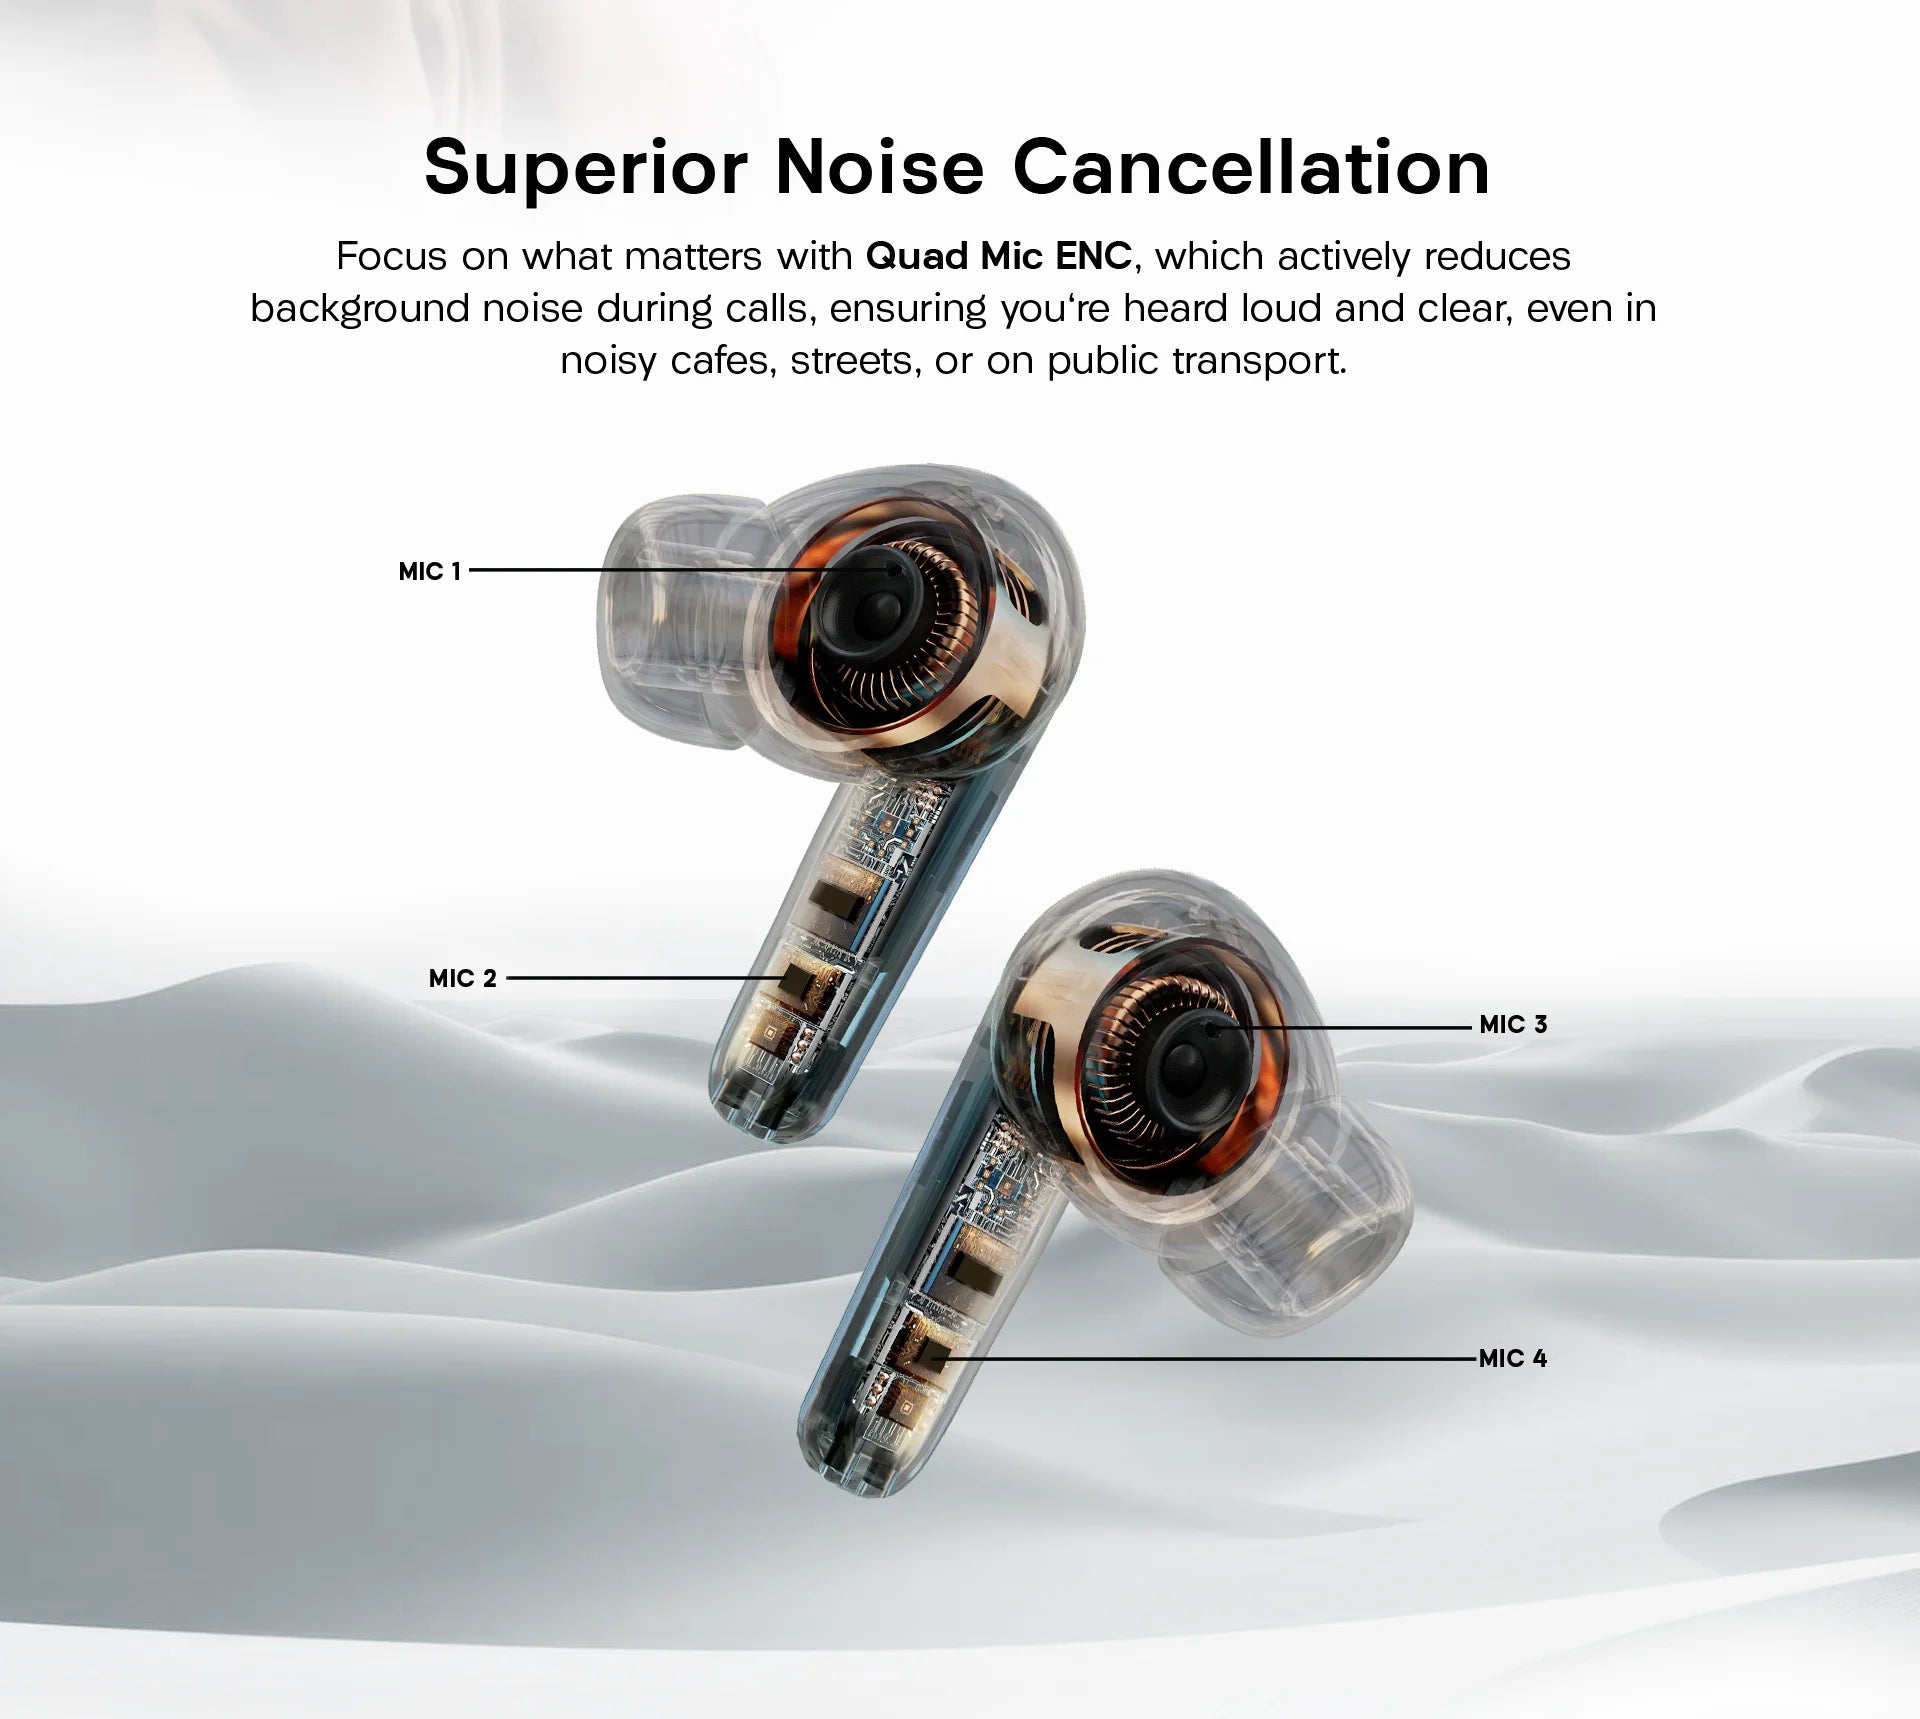 Superior Noise Cancellation
Focus on what matters with Quad Mic ENC, which actively reduces
background noise during calls, ensuring you‘re heard loud and clear, even in
noisy cafes, streets, or on public transport.
MIC 1
MIC 2
MIC 3
MIC 4